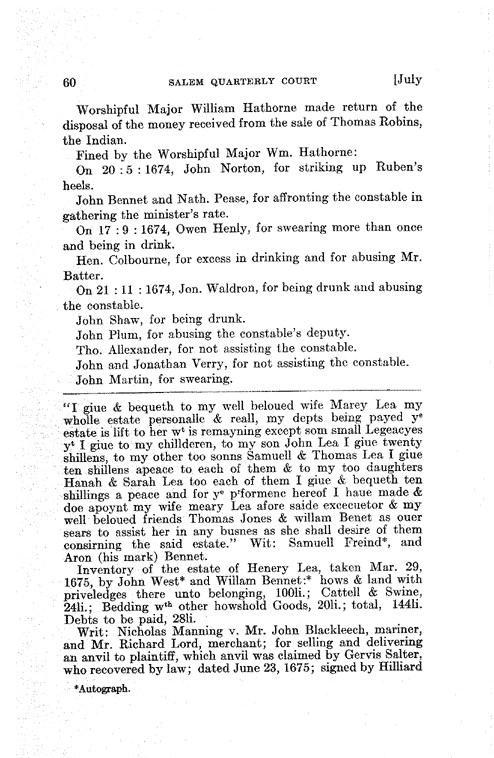 60 SALEM QUARTERLY COURT [July
Worshipful Major William Hathorne made return of the
disposal of the money received from the sale of Thomas Robins,
the Indian.
Fined by the Worshipful Major Wm. Hathorne:
On 20 : 5 : 1674, John Norton, for striking up Ruben's
heels.
John Bennet and Nath. Pease, for affronting the constable in
gathering the minister's rate.
On 17 : 9 : 1674, Owen Henly, for swearing more than once
and being in drink.
Hen. Colbourne, for excess in drinking and for abusing Mr.
Batter.
On 21 : 11 : 1674, Jon. Waldron, for being drunk and abusing
the constable.
John Shaw, for being drunk.
John Plum, for abusing the constable's deputy.
Tho. Allexander, for not assisting the constable.
John and Jonathan Verry, for not assisting the constable.
John Martin, for swearing.
"I giue & bequeth to my well beloued wife Marey Lea my
wholle estate personalle & reall, my depts being payed yᵉ
estate is lift to her wᵗ is remayning except som small Legeacyes
yᵗ I giue to my chillderen, to my son John Lea I giue twenty
shillens, to my other too sonns Samuell & Thomas Lea I giue
ten shillens apeace to each of them & to my too daughters
Hanah & Sarah Lea too each of them I giue & bequeth ten
shillings a peace and for yᵉ pʳformenc hereof I haue made &
doe apoynt my wife meary Lea afore saide excecuetor & my
well beloued friends Thomas Jones & willam Benet as ouer
sears to assist her in any busnes as she shall desire of them
consirning the said estate." Wit: Samuell Freind*, and
Aron (his mark) Bennet.
Inventory of the estate of Henery Lea, taken Mar. 29,
1675, by John West* and Willam Bennet:* hows & land with
priveledges there unto belonging, 100li.; Cattell & Swine,
24li.; Bedding wᵗʰ other howshold Goods, 20li.; total, 144li.
Debts to be paid, 28li.
Writ: Nicholas Manning v. Mr. John Blackleech, mariner,
and Mr. Richard Lord, merchant; for selling and delivering
an anvil to plaintiff, which anvil was claimed by Gervis Salter,
who recovered by law; dated June 23, 1675; signed by Hilliard
*Autograph.